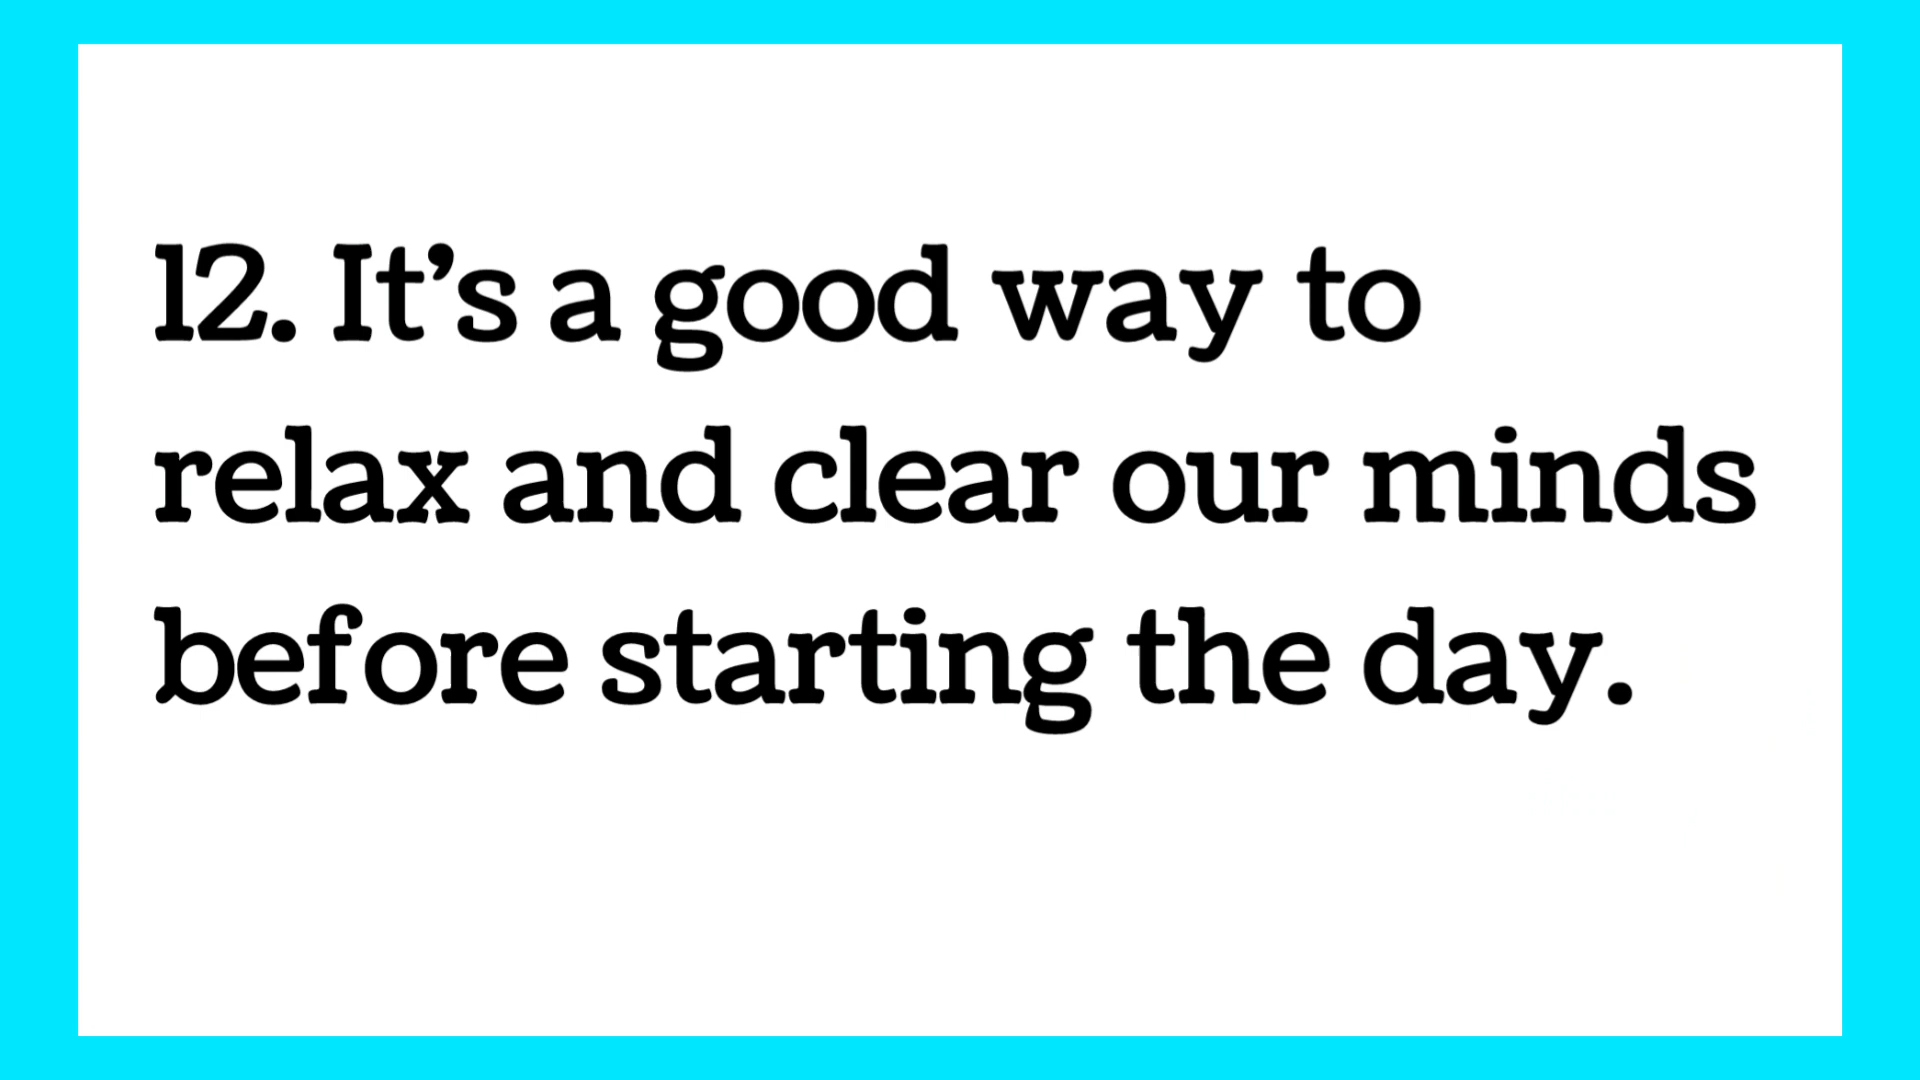 12. It’s a good way to
relax and clear our minds
before starting the day.